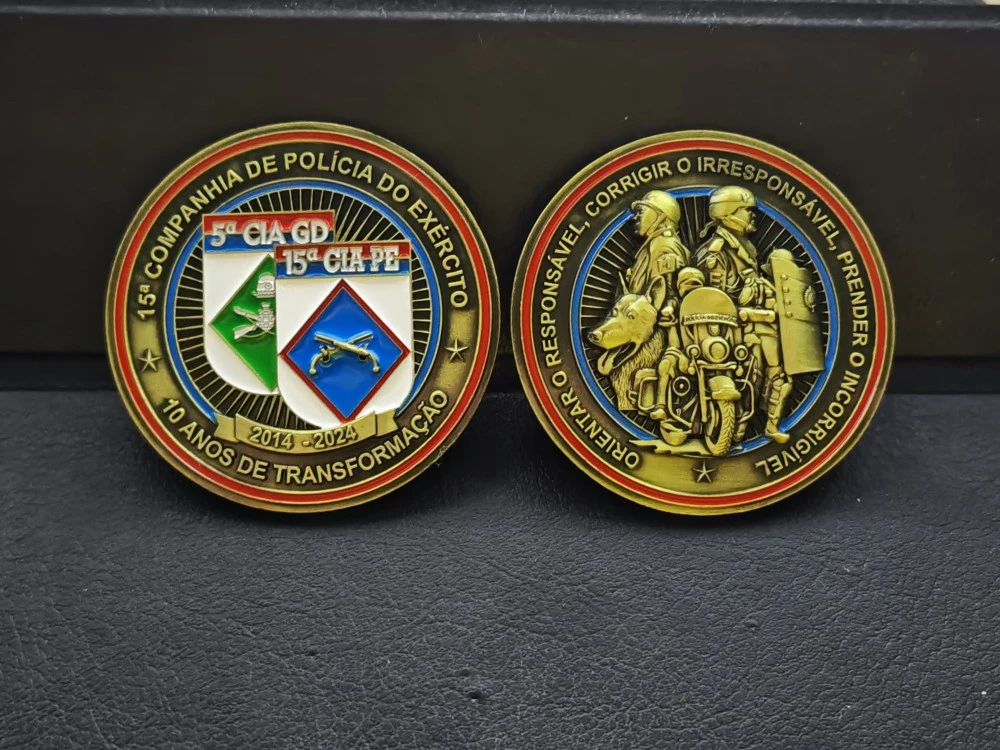 15ª COMPANHIA DE POLÍCIA DO EXÉRCITO
5ª CIA GD
15ª CIA PE
2014 - 2024
10 ANOS DE TRANSFORMAÇÃO
ORIENTAR O RESPONSÁVEL, CORRIGIR O IRRESPONSÁVEL, PRENDER O INCORRIGÍVEL